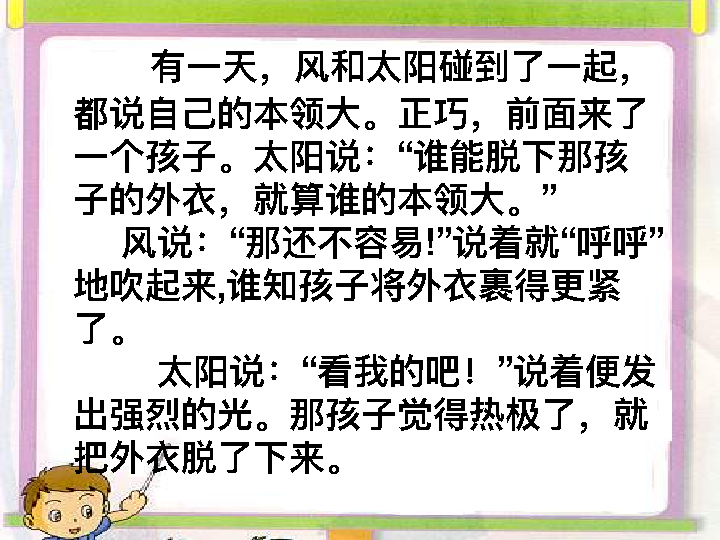 有一天，风和太阳碰到了一起，
都说自己的本领大。正巧，前面来了
一个孩子。太阳说：“谁能脱下那孩
子的外衣，就算谁的本领大。”
风说：“那还不容易!”说着就“呼呼”
地吹起来,谁知孩子将外衣裹得更紧
了。
太阳说：“看我的吧！”说着便发
出强烈的光。那孩子觉得热极了，就
把外衣脱了下来。